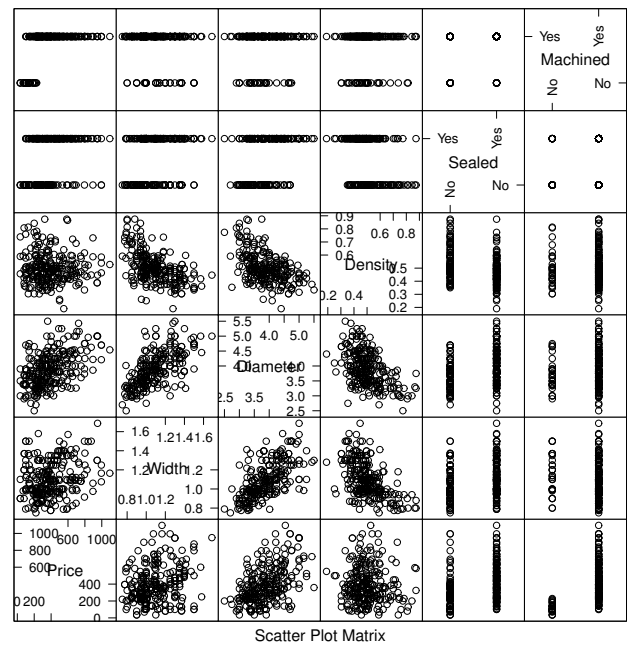 Yes
Yes
Machined
No
No
Yes
Yes
Sealed
No
No
0.9
0.6 0.8
0.8
0.7
0.6
Density
0.5
0.4
0.2 0.4
0.3
0.2
5.5
4.0 5.0
5.0
4.5
4.0
Diameter
4.0
3.5
3.0
2.5 3.5
2.5
1.6
1.2 1.4 1.6
1.4
1.2
Width
1.2
1.0
0.8 1.0 1.2
0.8
1000
600 1000
800
600
Price
400
200
0 200
0
Scatter Plot Matrix